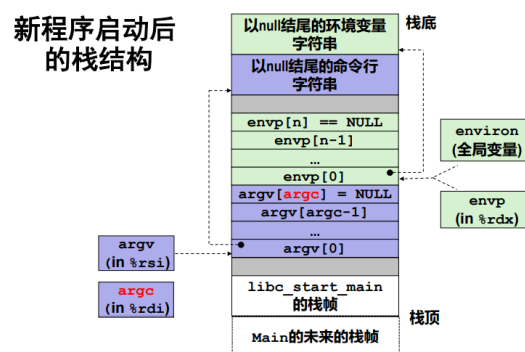 新程序启动后
的栈结构
以null结尾的环境变量
字符串
栈底
以null结尾的命令行
字符串
envp[n] == NULL
envp[n-1]
…
envp[0]
environ
(全局变量)
envp
(in %rdx)
argv[argc] = NULL
argv[argc-1]
…
argv[0]
argv
(in %rsi)
argc
(in %rdi)
libc_start_main
的栈帧
栈顶
Main的未来的栈帧